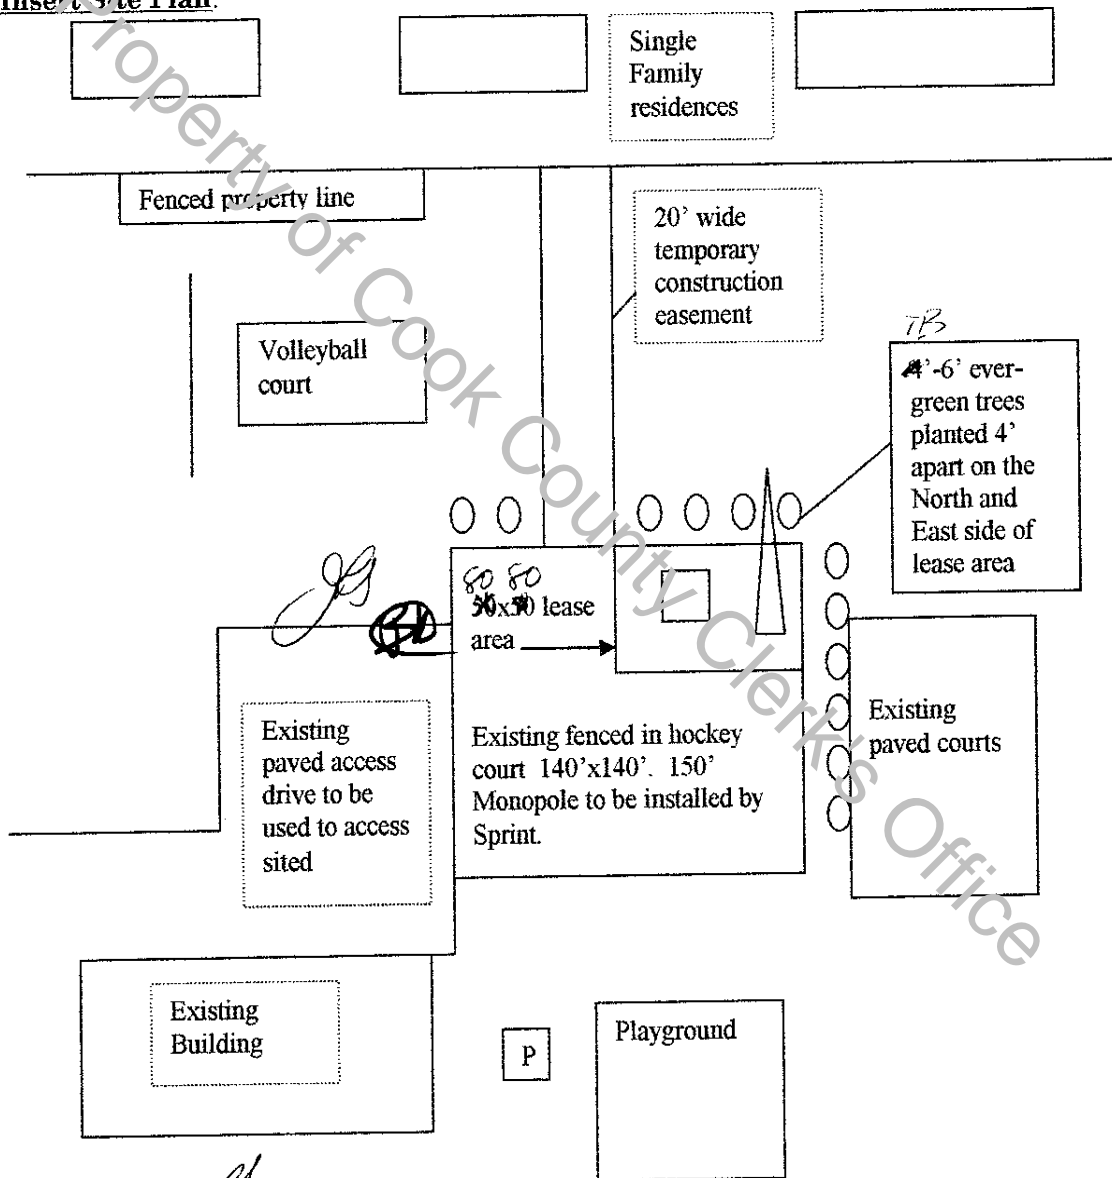 Insert Site Plan:
Single
Family
residences
Fenced property line
20' wide
temporary
construction
easement
Volleyball
court
TB
4'-6' ever-
green trees
planted 4'
apart on the
North and
East side of
lease area
80 80
50x50 lease
area
Existing
paved access
drive to be
used to access
sited
Existing fenced in hockey
court 140'x140'. 150'
Monopole to be installed by
Sprint.
Existing
paved courts
Existing
Building
P
Playground
Property of Cook County Clerk's Office